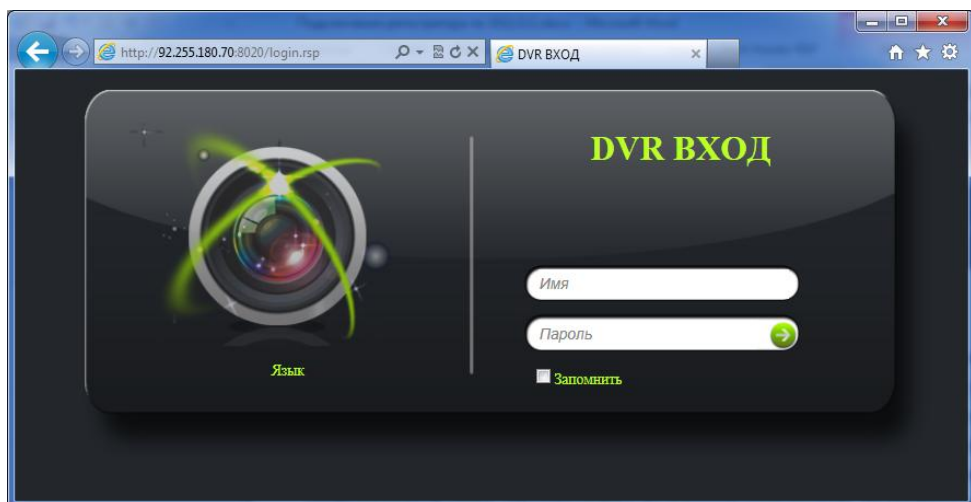 http://92.255.180.70:8020/login.rsp
DVR ВХОД
DVR ВХОД
Имя
Пароль
Запомнить
Язык